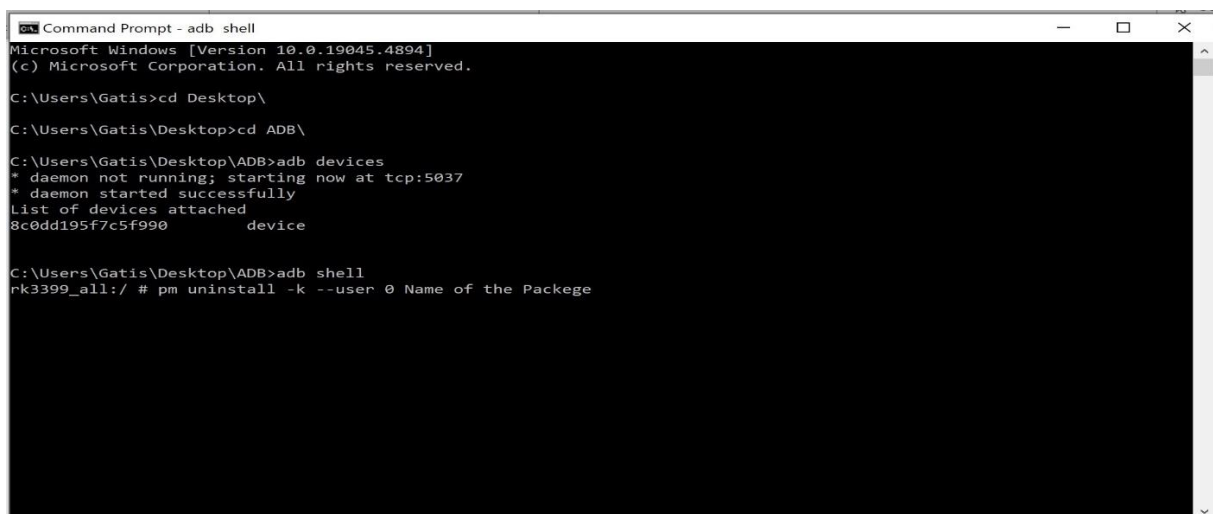 Command Prompt - adb shell
Microsoft Windows [Version 10.0.19045.4894]
(c) Microsoft Corporation. All rights reserved.
C:\Users\Gatis>cd Desktop\
C:\Users\Gatis\Desktop>cd ADB\
C:\Users\Gatis\Desktop\ADB>adb devices
* daemon not running; starting now at tcp:5037
* daemon started successfully
List of devices attached
8c0dd195f7c5f990        device
C:\Users\Gatis\Desktop\ADB>adb shell
rk3399_all:/ # pm uninstall -k --user 0 Name of the Packege